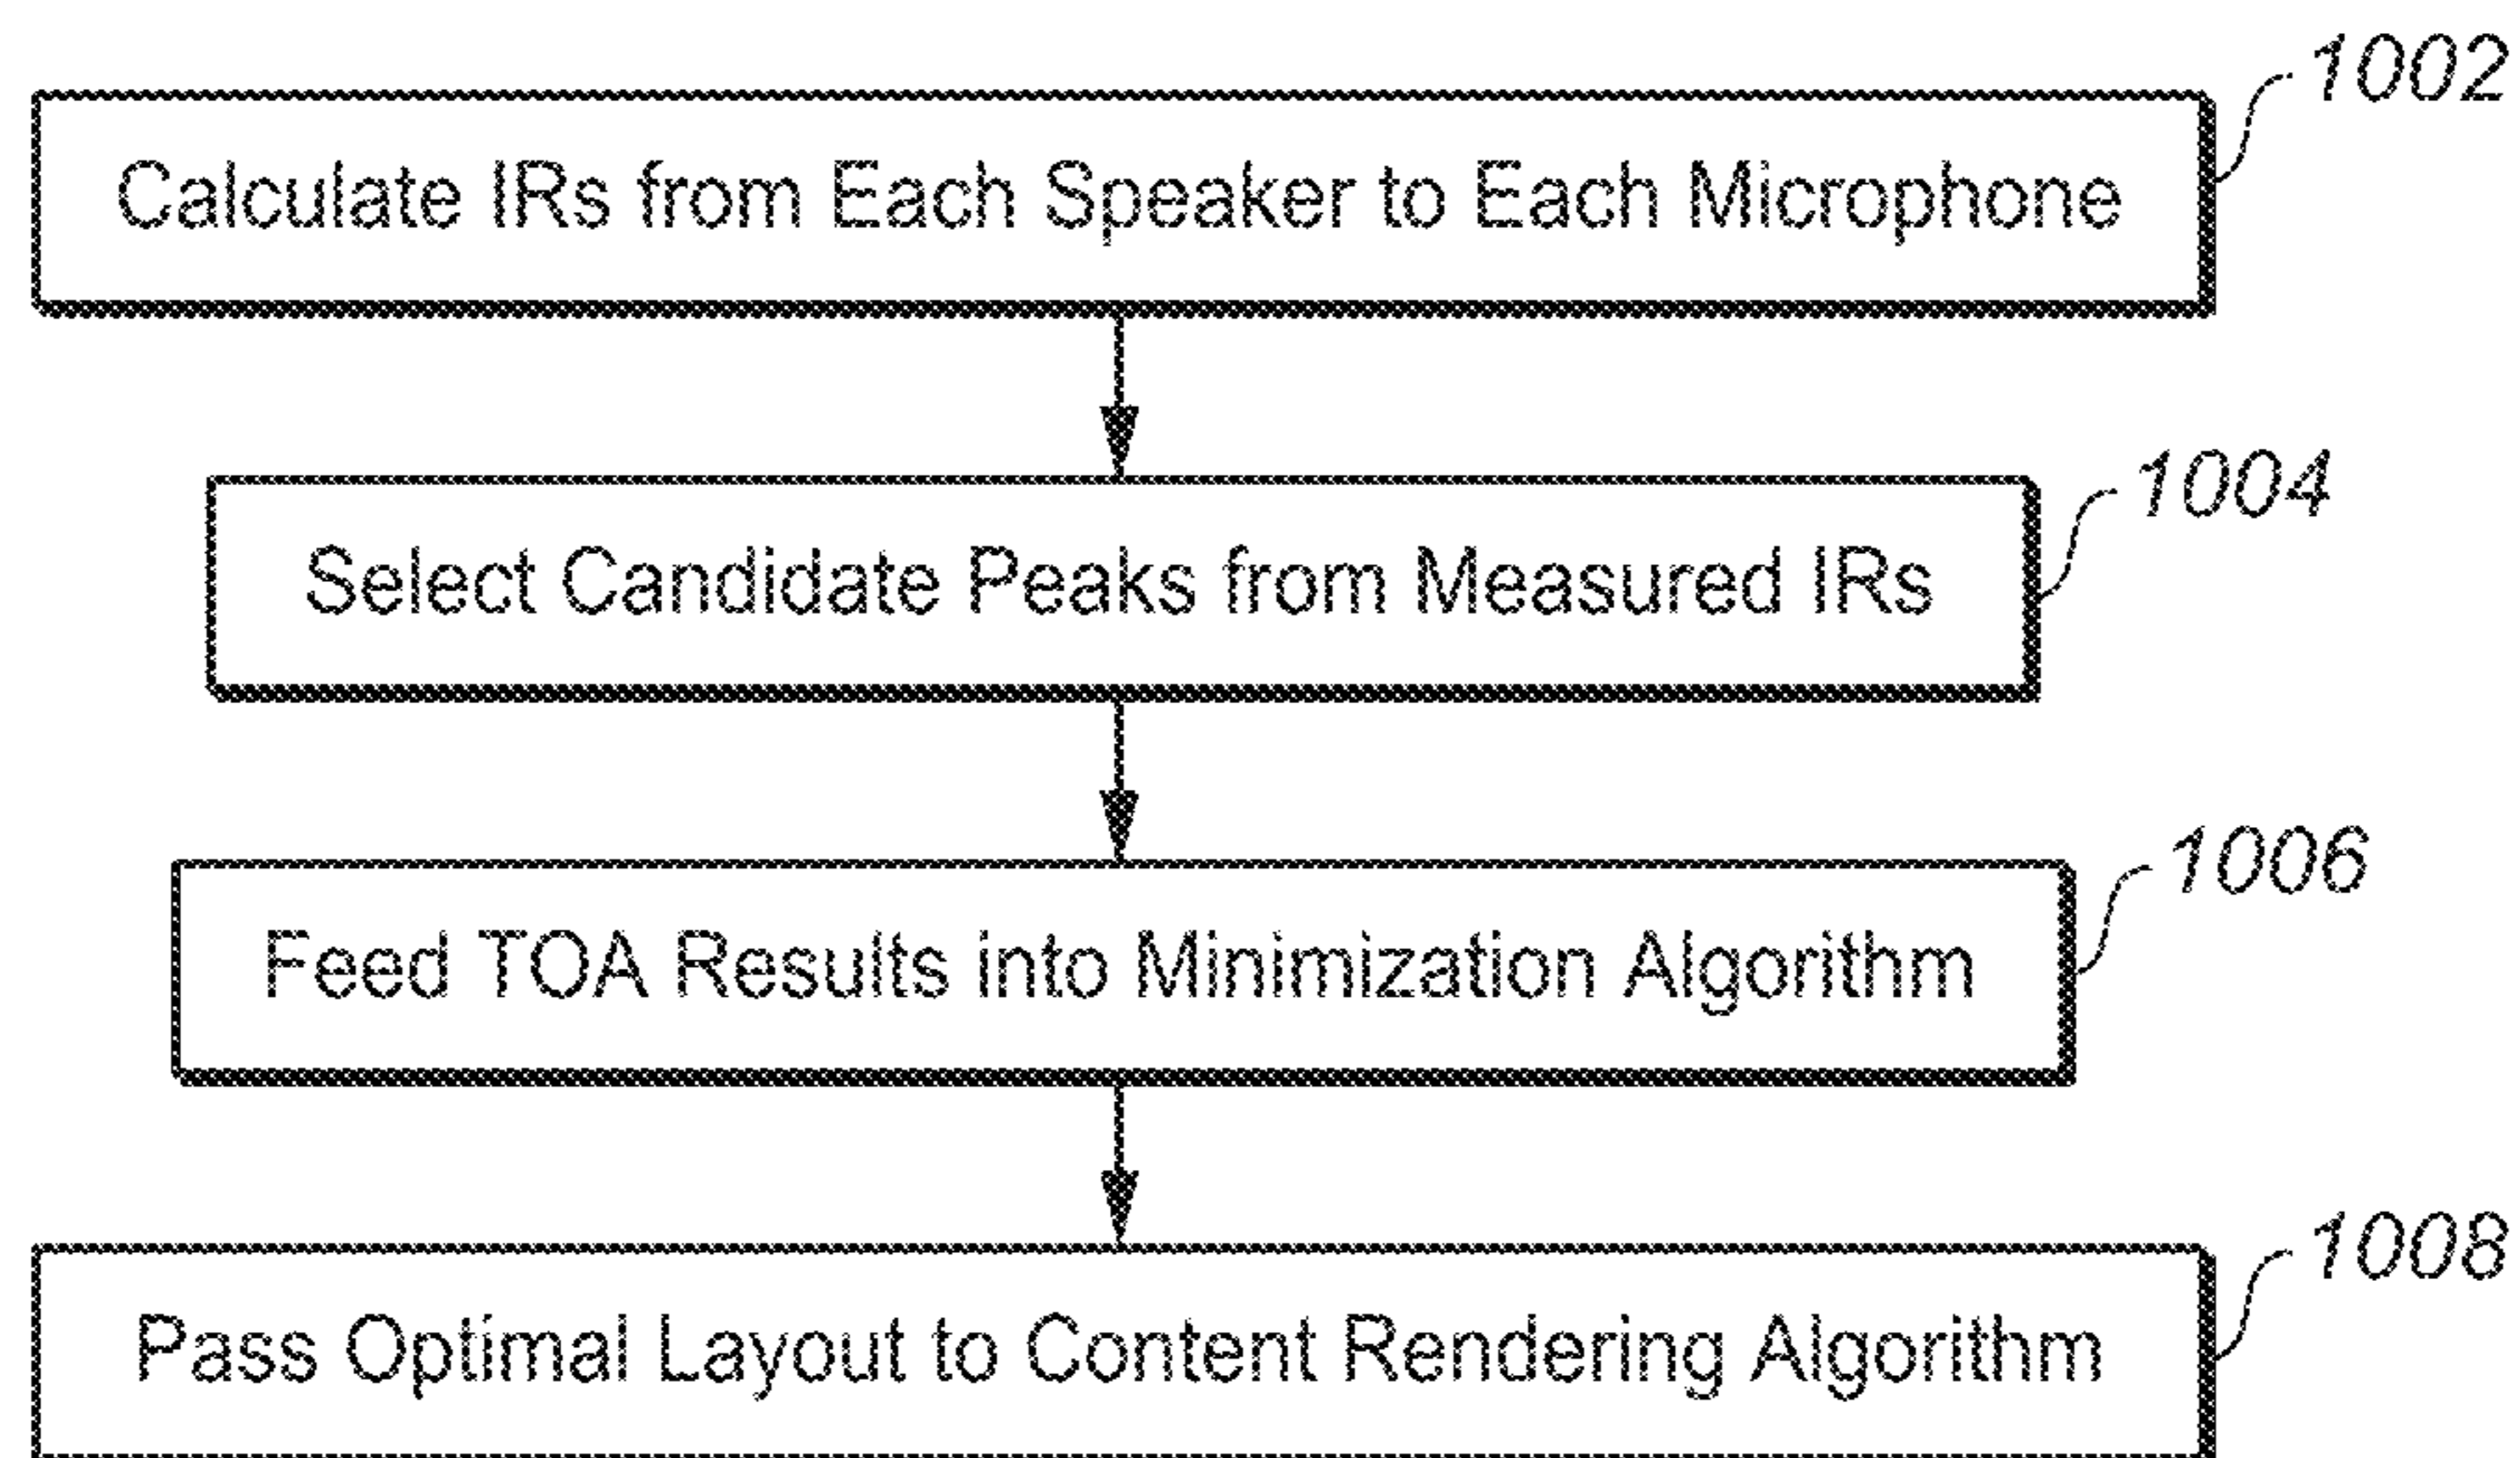 1002
Calculate IRs from Each Speaker to Each Microphone
1004
Select Candidate Peaks from Measured IRs
1006
Feed TOA Results into Minimization Algorithm
1008
Pass Optimal Layout to Content Rendering Algorithm